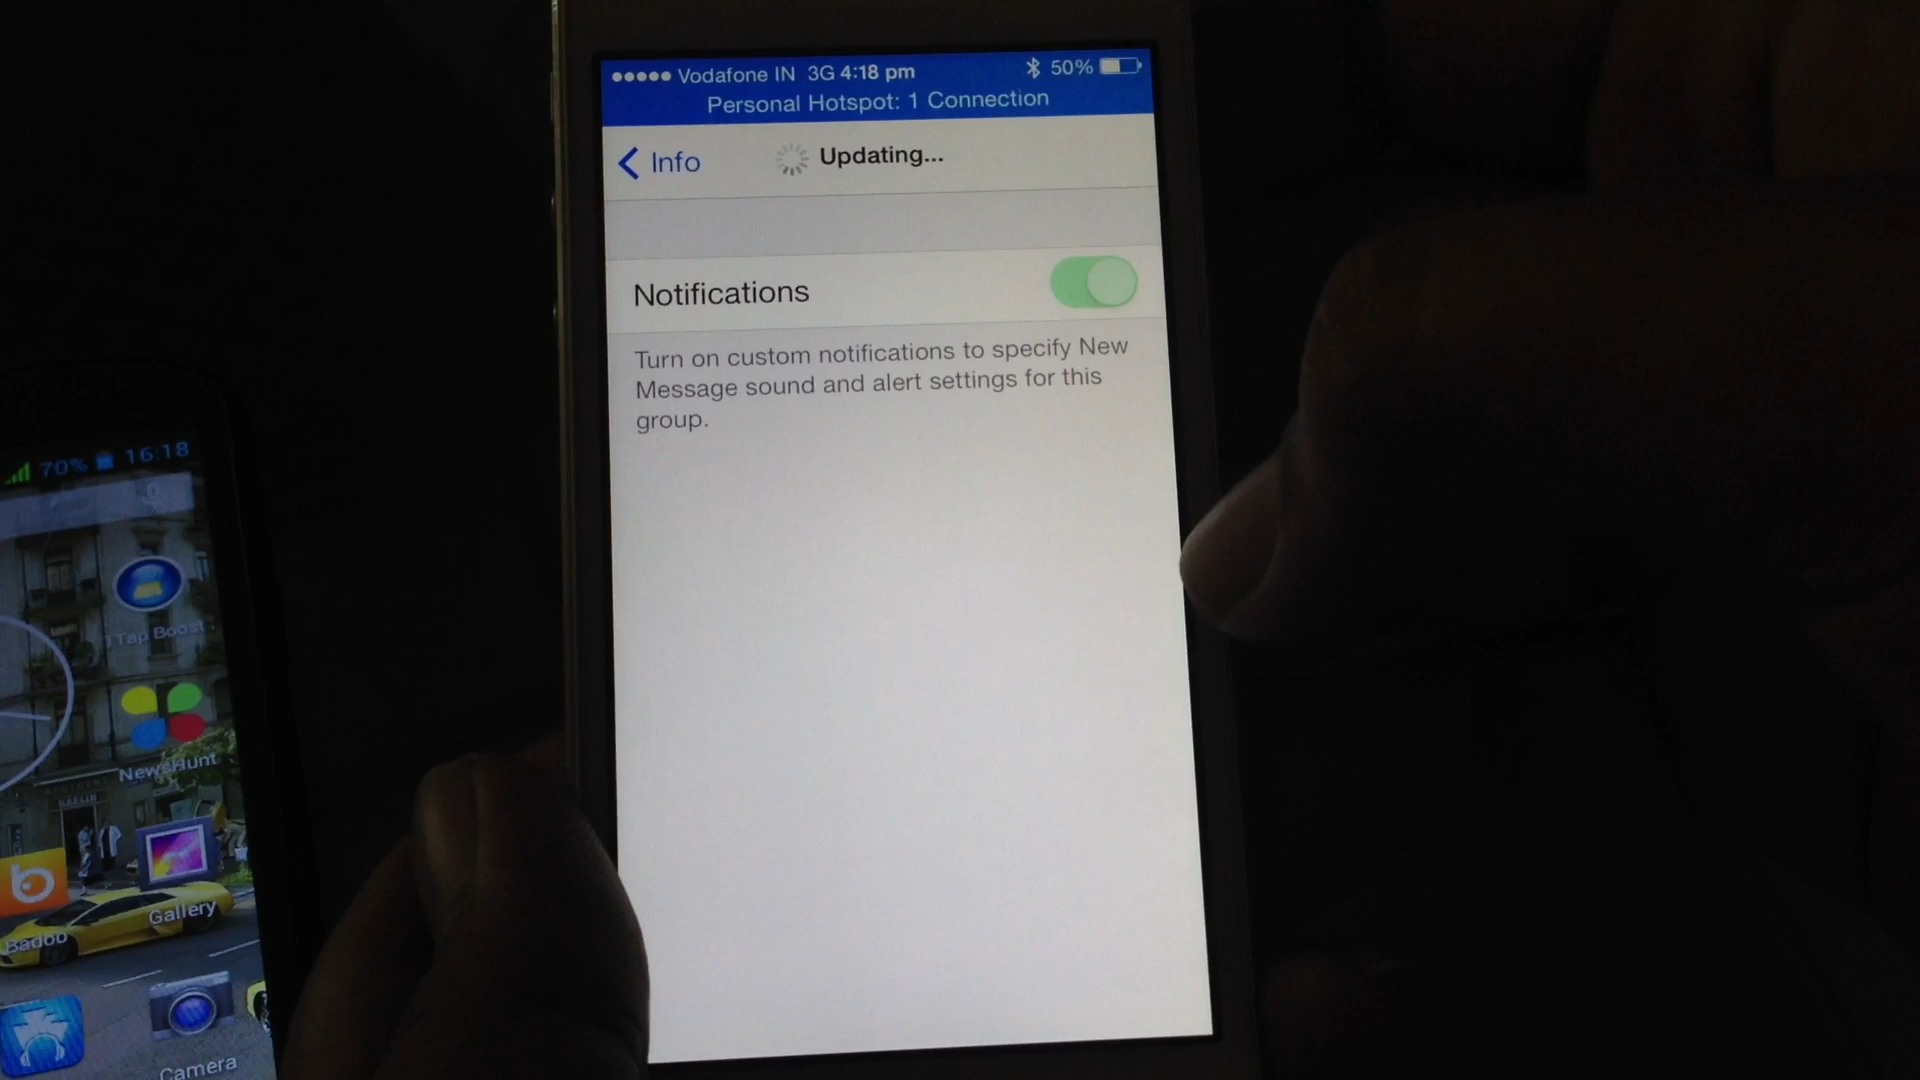 Vodafone IN 3G 4:18 pm 50%
Personal Hotspot: 1 Connection
Info
Updating...
Notifications
Turn on custom notifications to specify New
Message sound and alert settings for this
group.
70% 16:18
1Tap Boost
NewsHunt
b
Gallery
Badoo
Camera